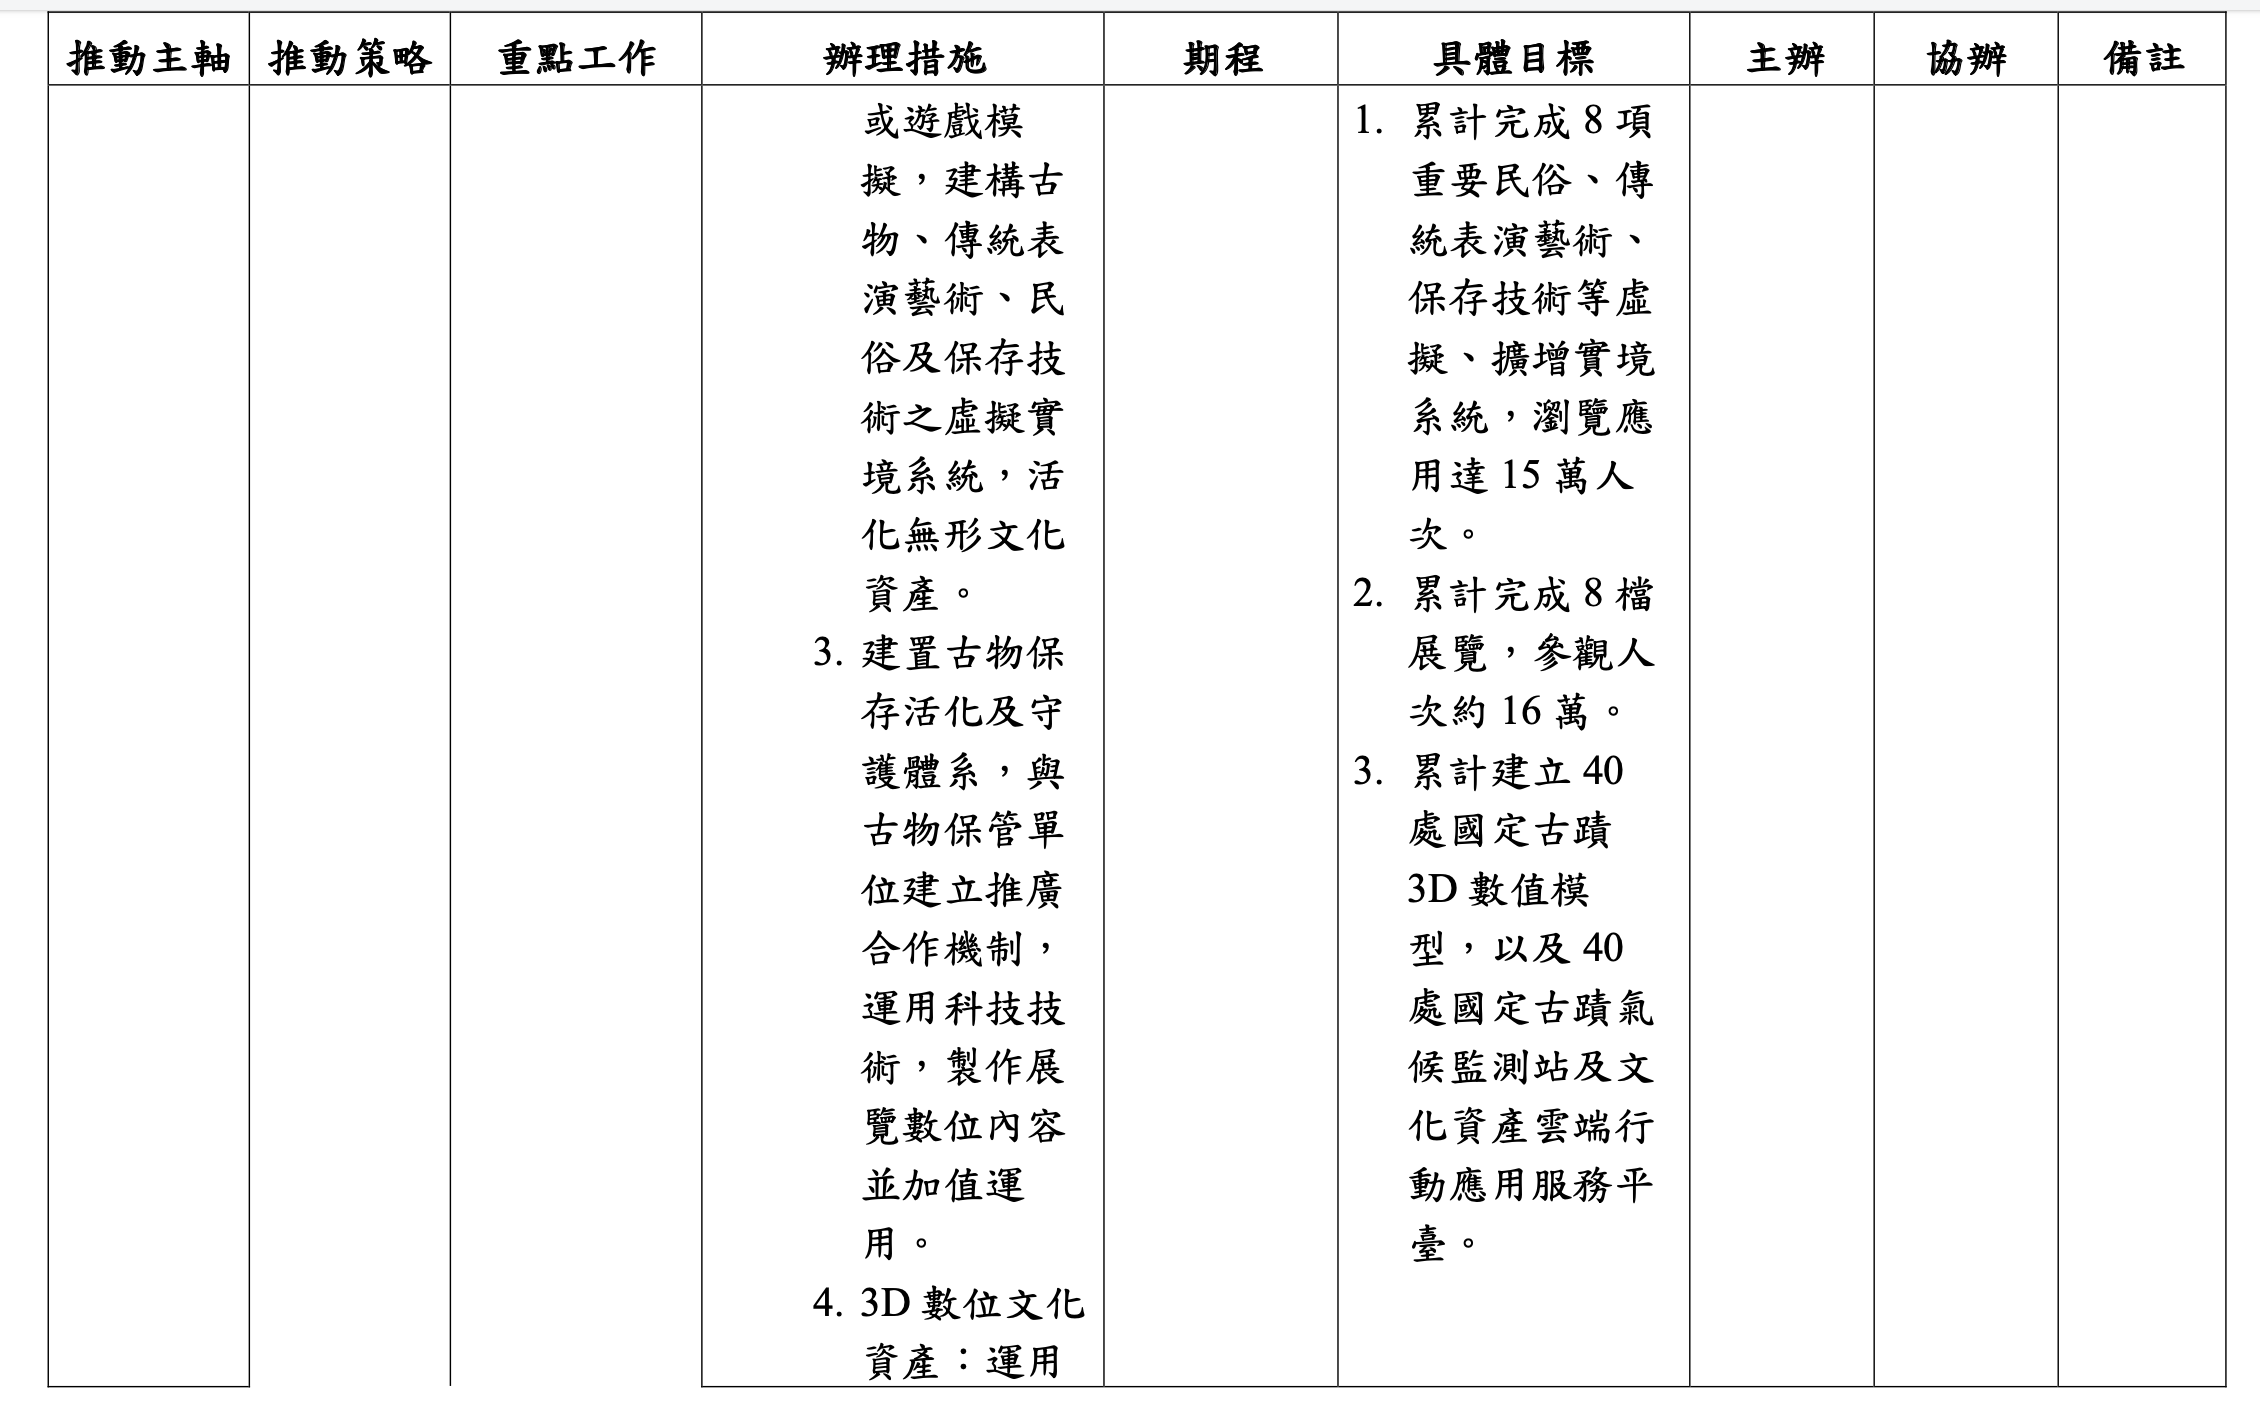 推動主軸 推動策略 重點工作 辦理措施 期程 具體目標 主辦 協辦 備註
或遊戲模
擬，建構古
物、傳統表
演藝術、民
俗及保存技
術之虛擬實
境系統，活
化無形文化
資產。
3. 建置古物保
存活化及守
護體系，與
古物保管單
位建立推廣
合作機制，
運用科技技
術，製作展
覽數位內容
並加值運
用。
4. 3D 數位文化
資產：運用
1. 累計完成 8 項
重要民俗、傳
統表演藝術、
保存技術等虛
擬、擴增實境
系統，瀏覽應
用達 15 萬人
次。
2. 累計完成 8 檔
展覽，參觀人
次約 16 萬。
3. 累計建立 40
處國定古蹟
3D 數值模
型，以及 40
處國定古蹟氣
候監測站及文
化資產雲端行
動應用服務平
臺。